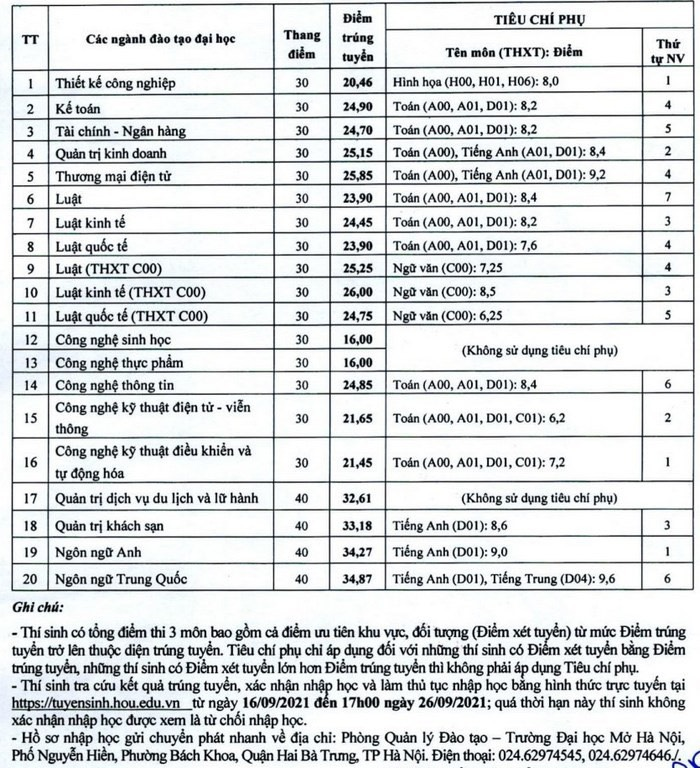 TT Các ngành đào tạo đại học Thang điểm Điểm trúng tuyển TIÊU CHÍ PHỤ
Tên môn (THXT): Điểm Thứ tự NV
1 Thiết kế công nghiệp 30 20,46 Hình họa (H00, H01, H06): 8,0 1
2 Kế toán 30 24,90 Toán (A00, A01, D01): 8,2 4
3 Tài chính - Ngân hàng 30 24,70 Toán (A00, A01, D01): 8,2 5
4 Quản trị kinh doanh 30 25,15 Toán (A00), Tiếng Anh (A01, D01): 8,4 2
5 Thương mại điện tử 30 25,85 Toán (A00), Tiếng Anh (A01, D01): 9,2 4
6 Luật 30 23,90 Toán (A00, A01, D01): 8,4 7
7 Luật kinh tế 30 24,45 Toán (A00, A01, D01): 8,2 3
8 Luật quốc tế 30 23,90 Toán (A00, A01, D01): 7,6 4
9 Luật (THXT C00) 30 25,25 Ngữ văn (C00): 7,25 4
10 Luật kinh tế (THXT C00) 30 26,00 Ngữ văn (C00): 8,5 3
11 Luật quốc tế (THXT C00) 30 24,75 Ngữ văn (C00): 6,25 5
12 Công nghệ sinh học 30 16,00 (Không sử dụng tiêu chí phụ)
13 Công nghệ thực phẩm 30 16,00
14 Công nghệ thông tin 30 24,85 Toán (A00, A01, D01): 8,4 6
15 Công nghệ kỹ thuật điện tử - viễn thông 30 21,65 Toán (A00, A01, D01, C01): 6,2 2
16 Công nghệ kỹ thuật điều khiển và tự động hóa 30 21,45 Toán (A00, A01, D01, C01): 7,2 1
17 Quản trị dịch vụ du lịch và lữ hành 40 32,61 (Không sử dụng tiêu chí phụ)
18 Quản trị khách sạn 40 33,18 Tiếng Anh (D01): 8,6 3
19 Ngôn ngữ Anh 40 34,27 Tiếng Anh (D01): 9,0 1
20 Ngôn ngữ Trung Quốc 40 34,87 Tiếng Anh (D01), Tiếng Trung (D04): 9,6 6
Ghi chú:
- Thí sinh có tổng điểm thi 3 môn bao gồm cả điểm ưu tiên khu vực, đối tượng (Điểm xét tuyển) từ mức Điểm trúng
tuyển trở lên thuộc diện trúng tuyển. Tiêu chí phụ chỉ áp dụng đối với những thí sinh có Điểm xét tuyển bằng Điểm
trúng tuyển, những thí sinh có Điểm xét tuyển lớn hơn Điểm trúng tuyển thì không phải áp dụng Tiêu chí phụ.
- Thí sinh tra cứu kết quả trúng tuyển, xác nhận nhập học và làm thủ tục nhập học bằng hình thức trực tuyến tại
https://tuyensinh.hou.edu.vn từ ngày 16/09/2021 đến 17h00 ngày 26/09/2021; quá thời hạn này thí sinh không
xác nhận nhập học được xem là từ chối nhập học.
- Hồ sơ nhập học gửi chuyển phát nhanh về địa chỉ: Phòng Quản lý Đào tạo – Trường Đại học Mở Hà Nội,
Phố Nguyễn Hiền, Phường Bách Khoa, Quận Hai Bà Trưng, TP Hà Nội. Điện thoại: 024.62974545, 024.62974646./.